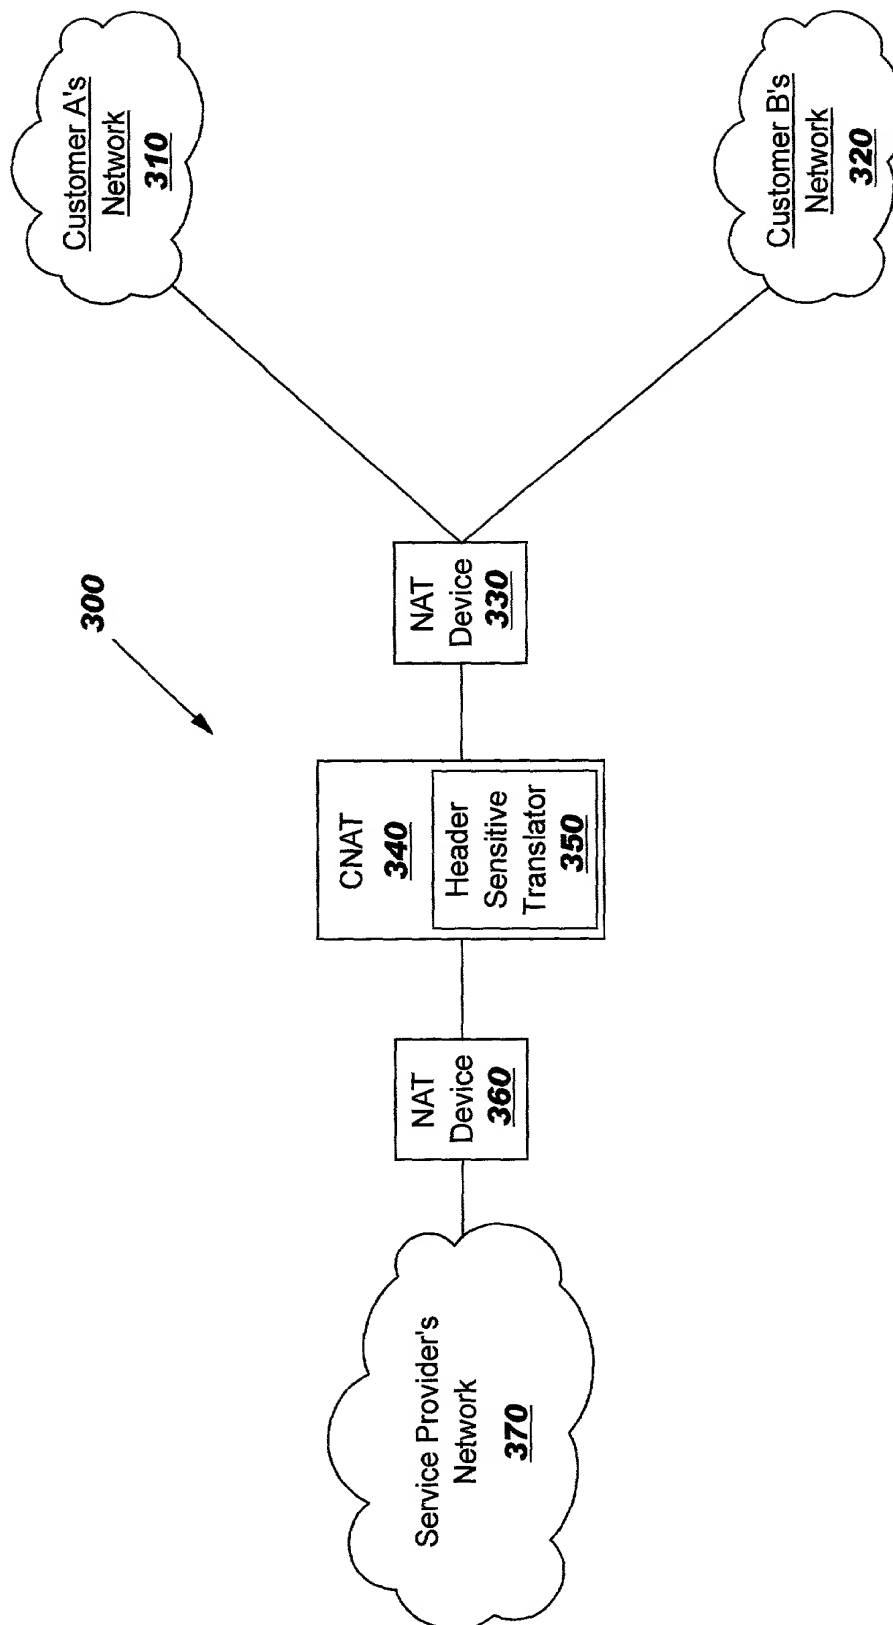 300
Service Provider's
Network
370
NAT
Device
360
CNAT
340
Header
Sensitive
Translator
350
NAT
Device
330
Customer A's
Network
310
Customer B's
Network
320